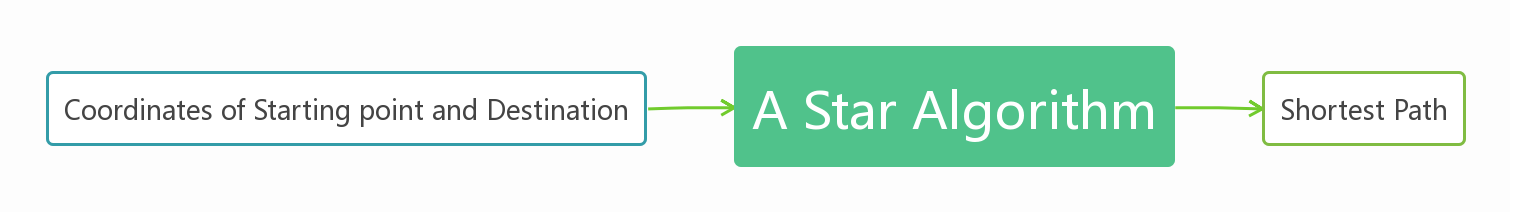 Coordinates of Starting point and Destination
A Star Algorithm
Shortest Path